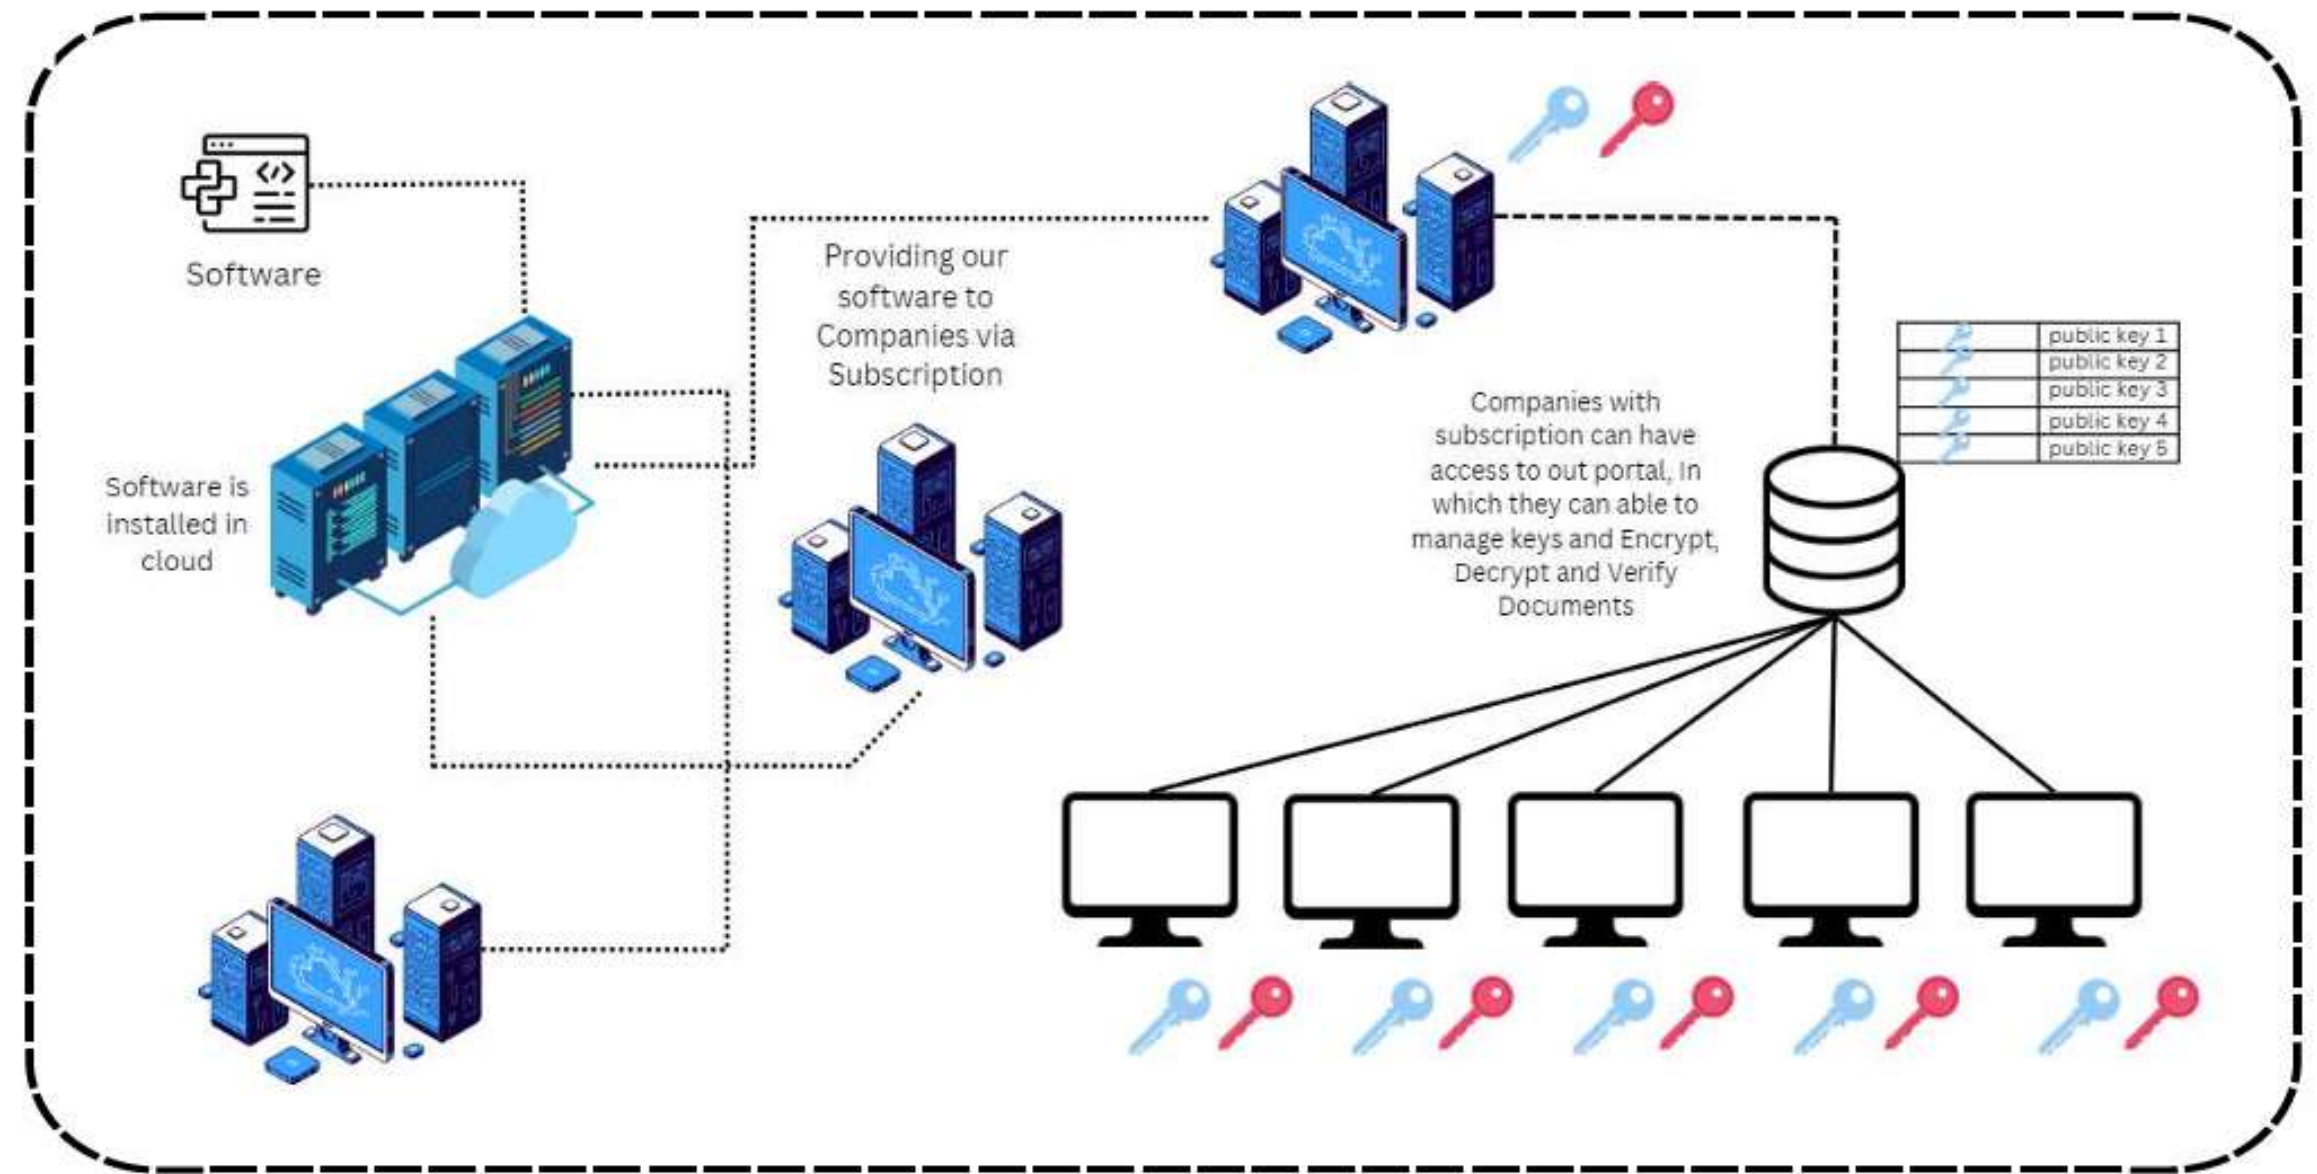 Software
Software is
installed in
cloud
Providing our
software to
Companies via
Subscription
Companies with
subscription can have
access to out portal, In
which they can able to
manage keys and Encrypt,
Decrypt and Verify
Documents
public key 1
public key 2
public key 3
public key 4
public key 5